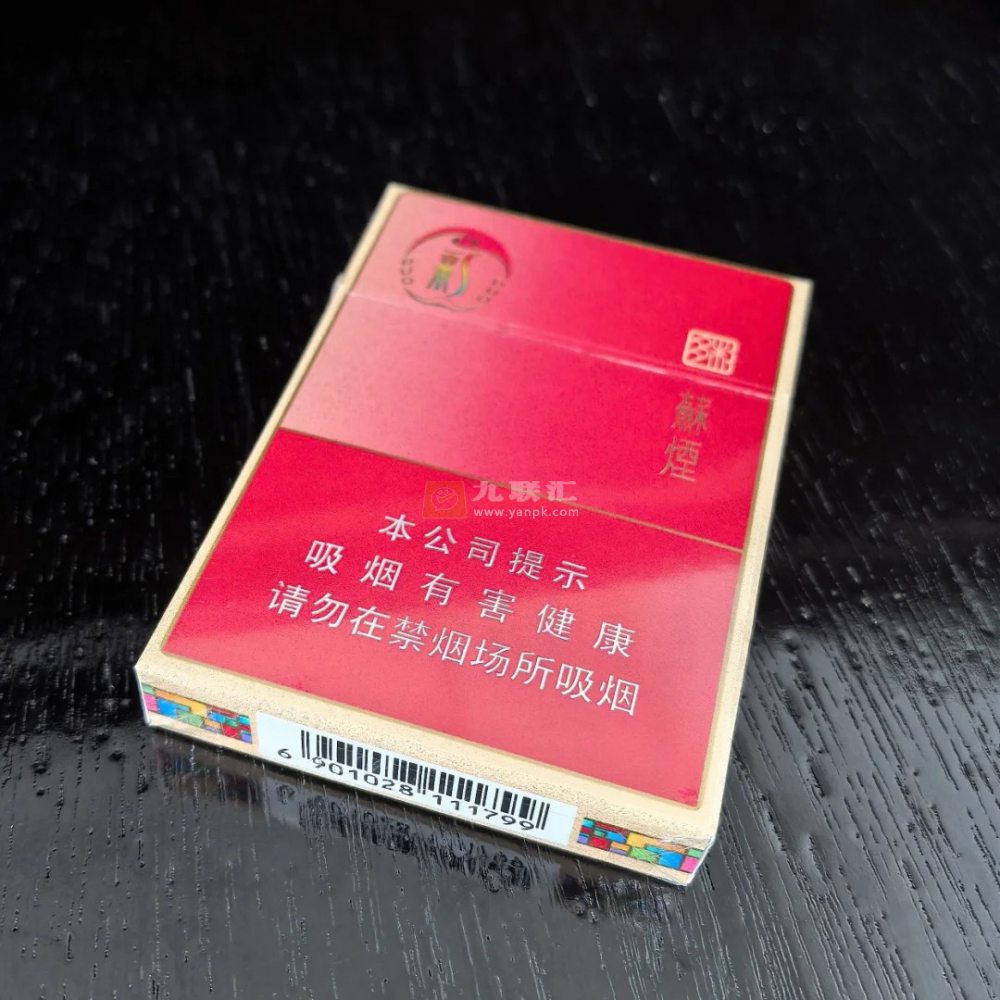 彩
蘇煙
九联汇
www.yanpk.com
本公司提示
吸烟有害健康
请勿在禁烟场所吸烟
6 901028 111799